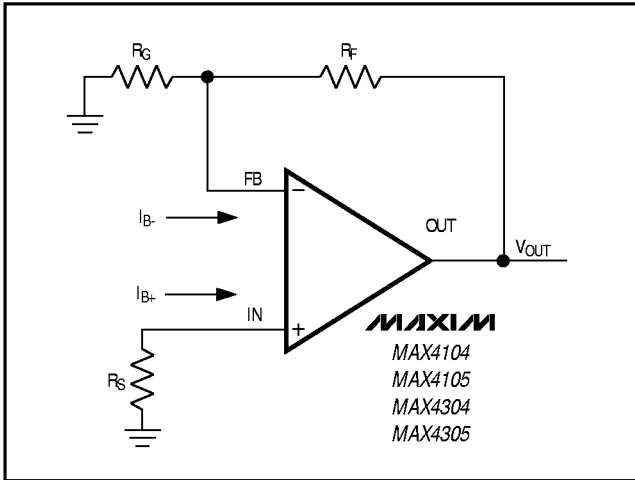 RG
RF
FB
−
IB-
OUT
VOUT
IB+
IN
+
MAXIM
RS
MAX4104
MAX4105
MAX4304
MAX4305